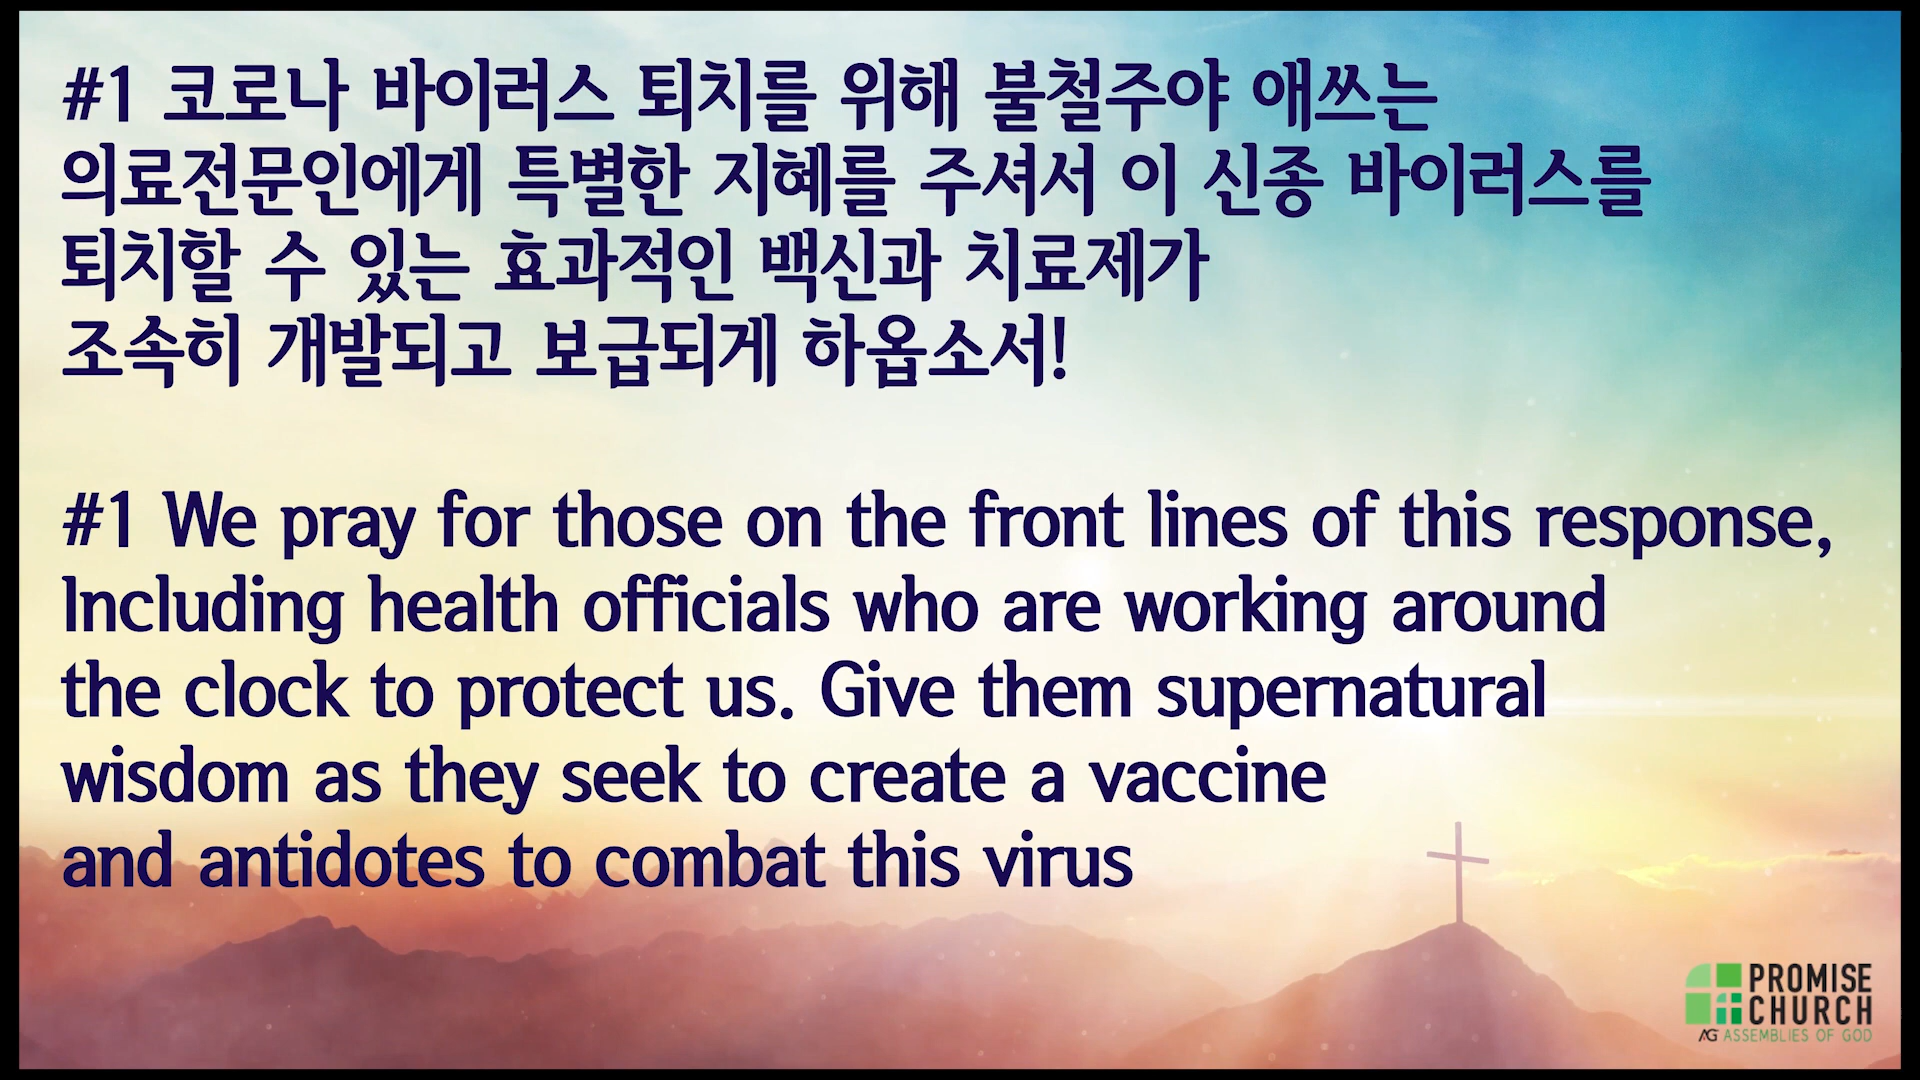 #1 코로나 바이러스 퇴치를 위해 불철주야 애쓰는
의료전문인에게 특별한 지혜를 주셔서 이 신종 바이러스를
퇴치할 수 있는 효과적인 백신과 치료제가
조속히 개발되고 보급되게 하옵소서!
#1 We pray for those on the front lines of this response,
Including health officials who are working around
the clock to protect us. Give them supernatural
wisdom as they seek to create a vaccine
and antidotes to combat this virus
PROMISE
CHURCH
AG ASSEMBLIES OF GOD